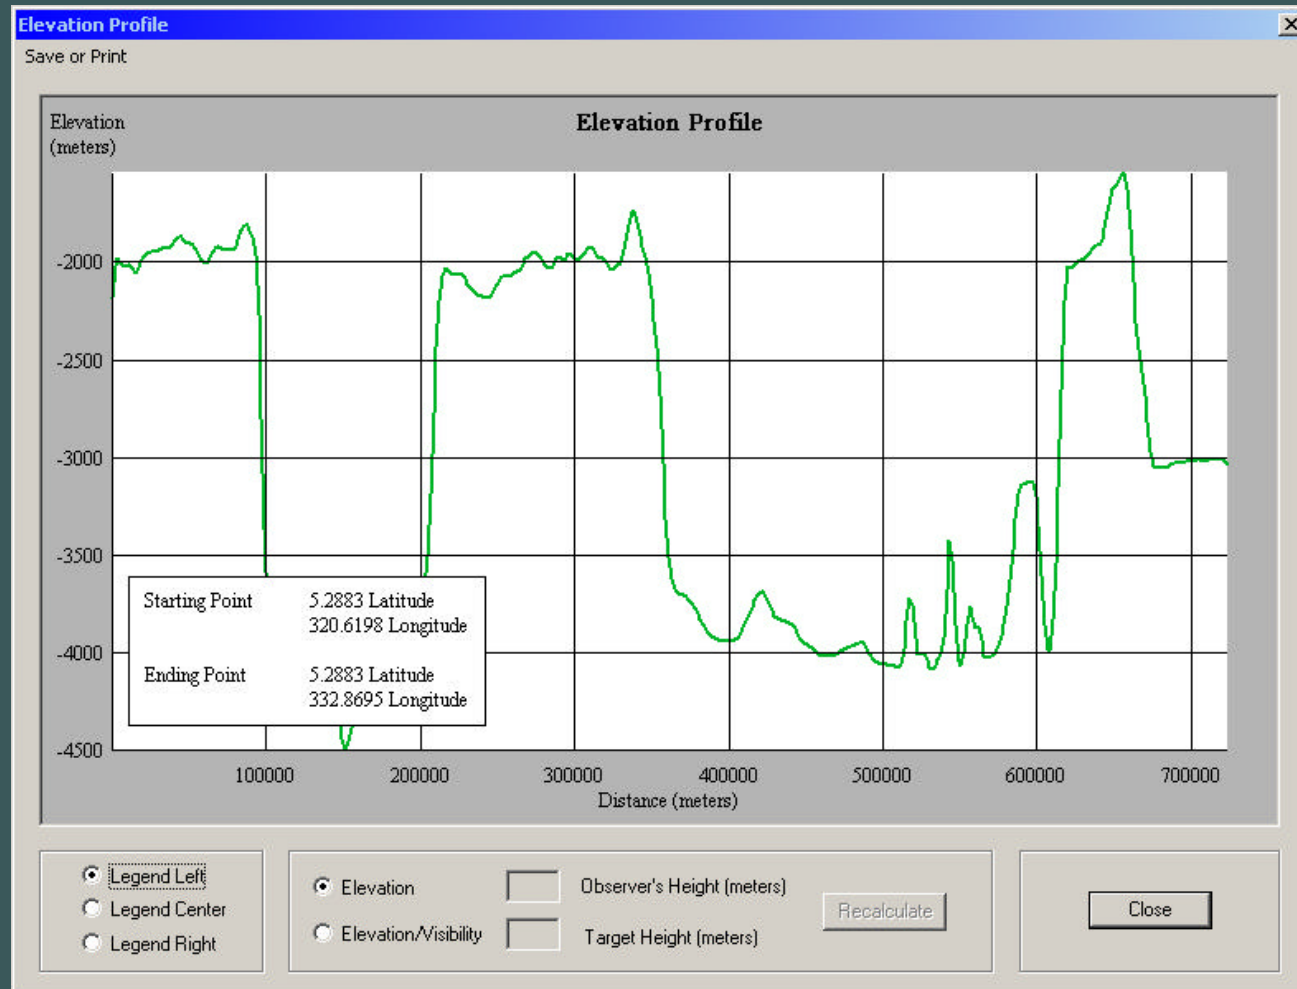 Elevation Profile
Save or Print
Elevation
(meters)
Elevation Profile
-2000
-2500
-3000
-3500
-4000
-4500
Starting Point 5.2883 Latitude
320.6198 Longitude
Ending Point 5.2883 Latitude
332.8695 Longitude
100000 200000 300000 400000 500000 600000 700000
Distance (meters)
Legend Left
Legend Center
Legend Right
Elevation
Observer's Height (meters)
Elevation/Visibility
Target Height (meters)
Recalculate
Close